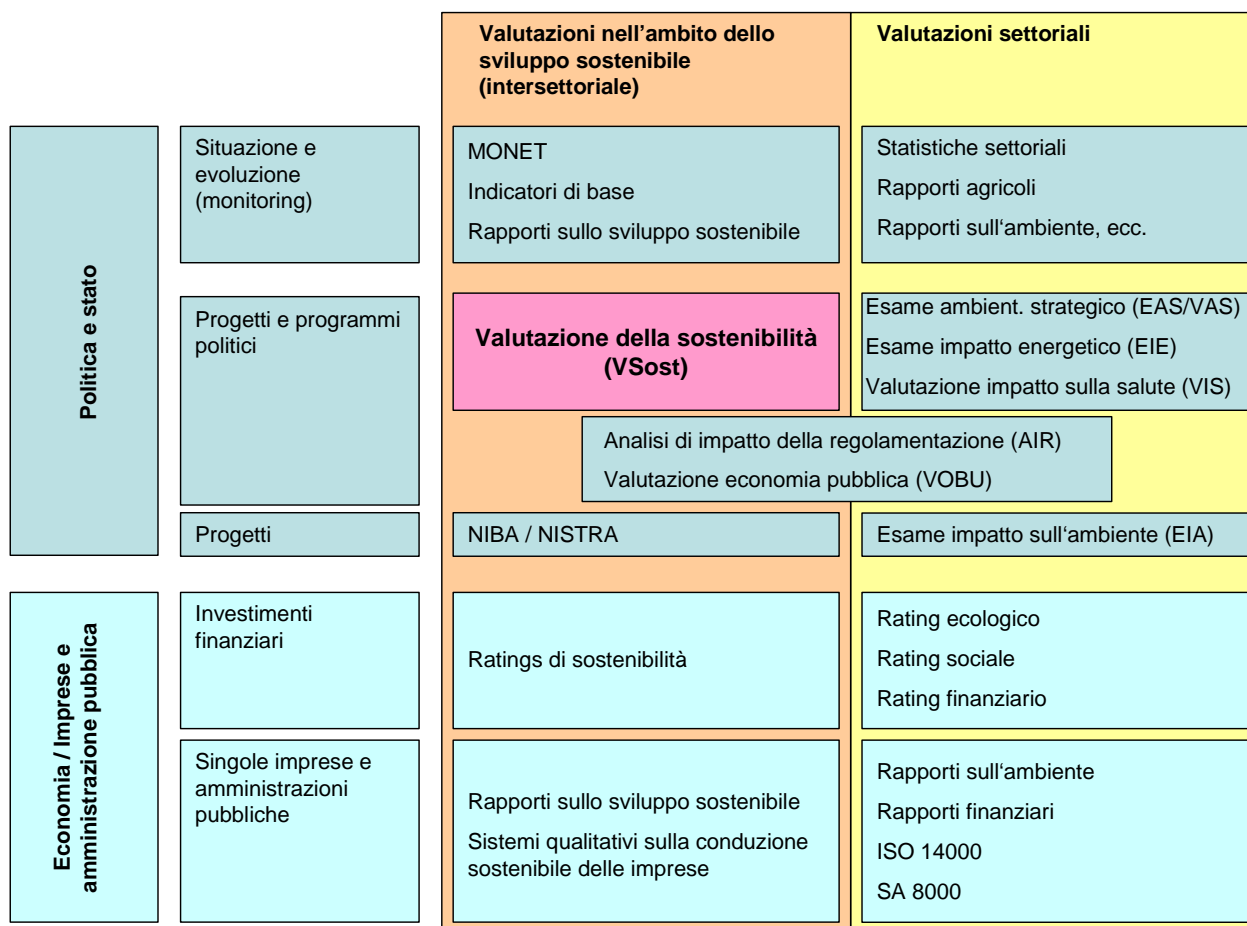 Valutazioni nell'ambito dello
sviluppo sostenibile
(intersettoriale)
Valutazioni settoriali
Politica e stato
Situazione e
evoluzione
(monitoring)
MONET
Indicatori di base
Rapporti sullo sviluppo sostenibile
Statistiche settoriali
Rapporti agricoli
Rapporti sull‘ambiente, ecc.
Progetti e programmi
politici
Valutazione della sostenibilità
(VSost)
Esame ambient. strategico (EAS/VAS)
Esame impatto energetico (EIE)
Valutazione impatto sulla salute (VIS)
Analisi di impatto della regolamentazione (AIR)
Valutazione economia pubblica (VOBU)
Progetti
NIBA / NISTRA
Esame impatto sull‘ambiente (EIA)
Economia / Imprese e
amministrazione pubblica
Investimenti
finanziari
Ratings di sostenibilità
Rating ecologico
Rating sociale
Rating finanziario
Singole imprese e
amministrazioni
pubbliche
Rapporti sullo sviluppo sostenibile
Sistemi qualitativi sulla conduzione
sostenibile delle imprese
Rapporti sull‘ambiente
Rapporti finanziari
ISO 14000
SA 8000